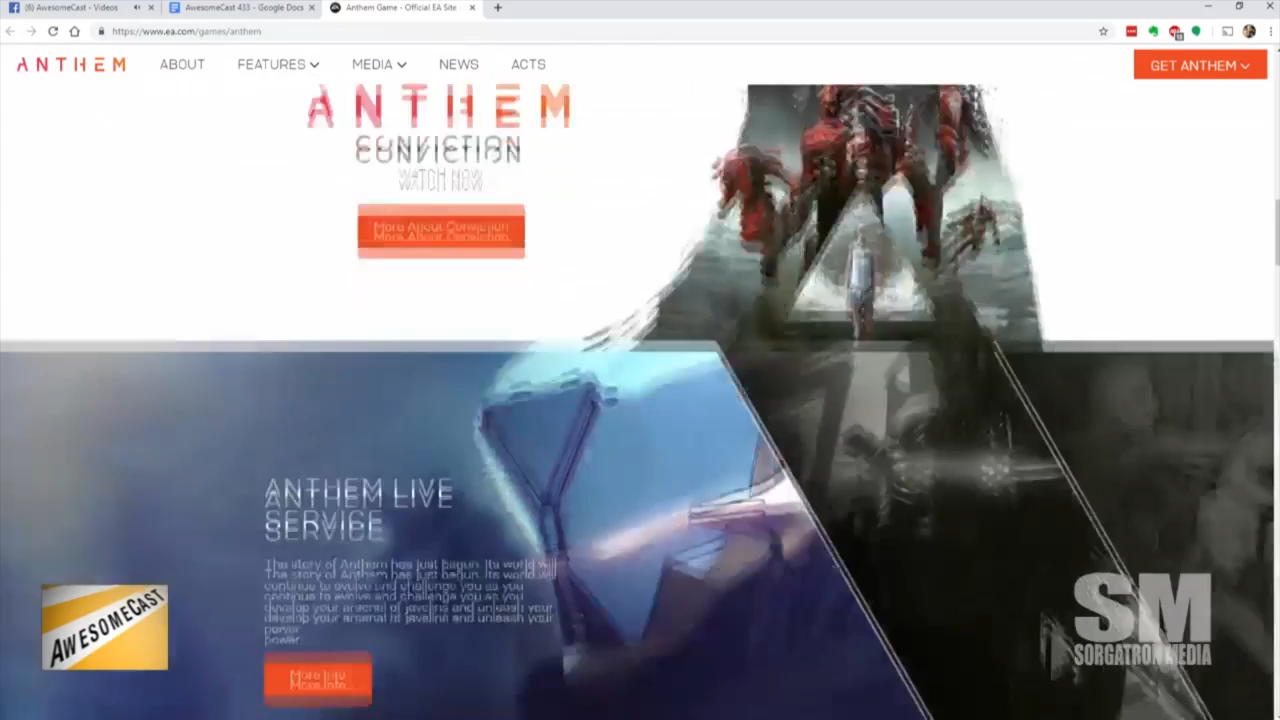 (6) AwesomeCast - Videos
AwesomeCast 433 - Google Docs
Anthem Game - Official EA Site
https://www.ea.com/games/anthem
ANTHEM
ABOUT
FEATURES
MEDIA
NEWS
ACTS
GET ANTHEM
ANTHEM
CONVICTION
WATCH NOW
More About Conviction
ANTHEM LIVE
SERVICE
The story of Anthem has just begun. Its world will
continue to evolve and challenge you as you
develop your arsenal of javelins and unleash your
power.
More Info
AWESOMECAST
SM
SORGATRON MEDIA